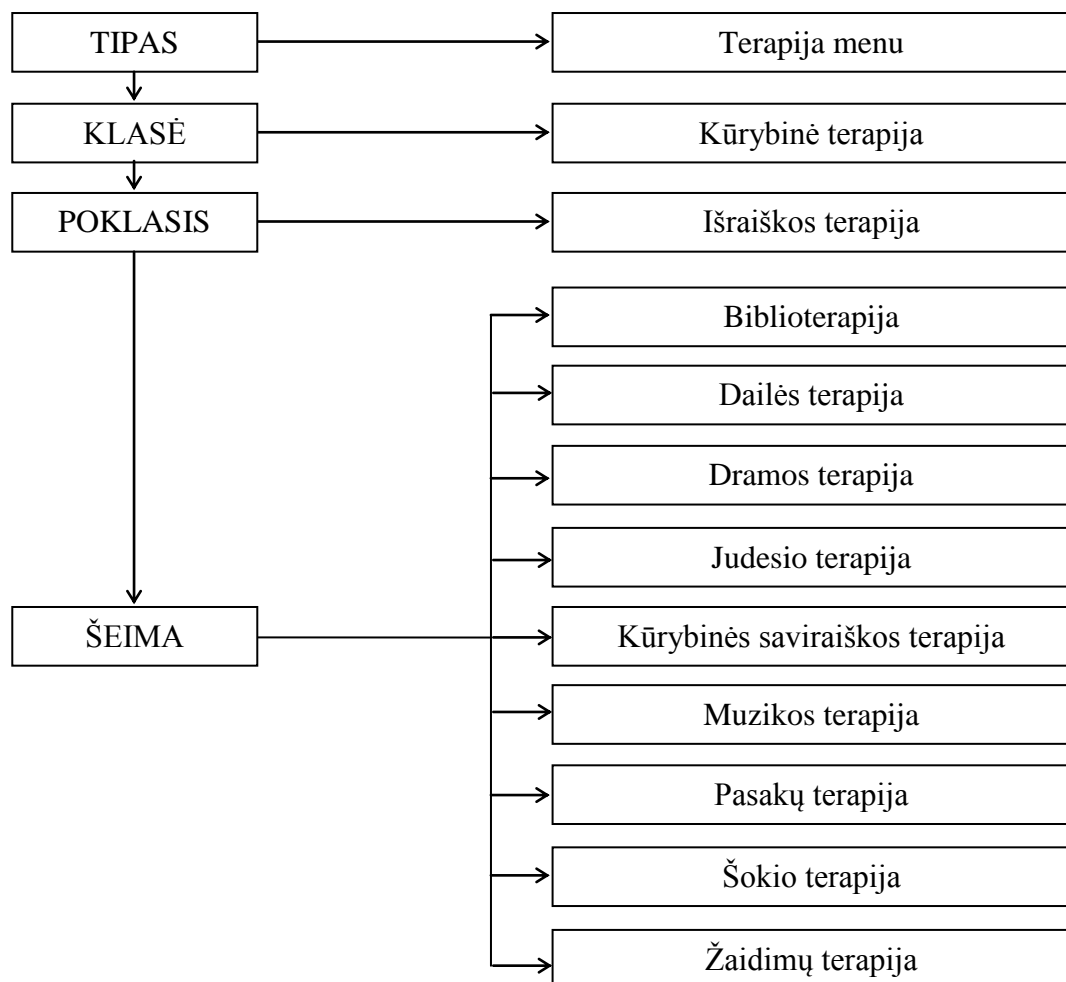 TIPAS
Terapija menu
KLASĖ
Kūrybinė terapija
POKLASIS
Išraiškos terapija
Biblioterapija
Dailės terapija
Dramos terapija
Judesio terapija
ŠEIMA
Kūrybinės saviraiškos terapija
Muzikos terapija
Pasakų terapija
Šokio terapija
Žaidimų terapija